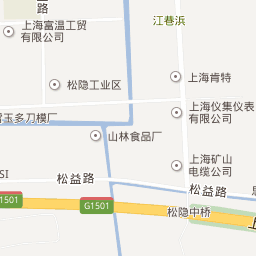 路
江巷浜
上海富温工贸
有限公司
上海肯特
松隐工业区
上海仪集仪表
有限公司
玉多刀模厂
山林食品厂
上海矿山
电缆公司
SI
松益路
松益路
G1501
G1501
松隐中桥
上